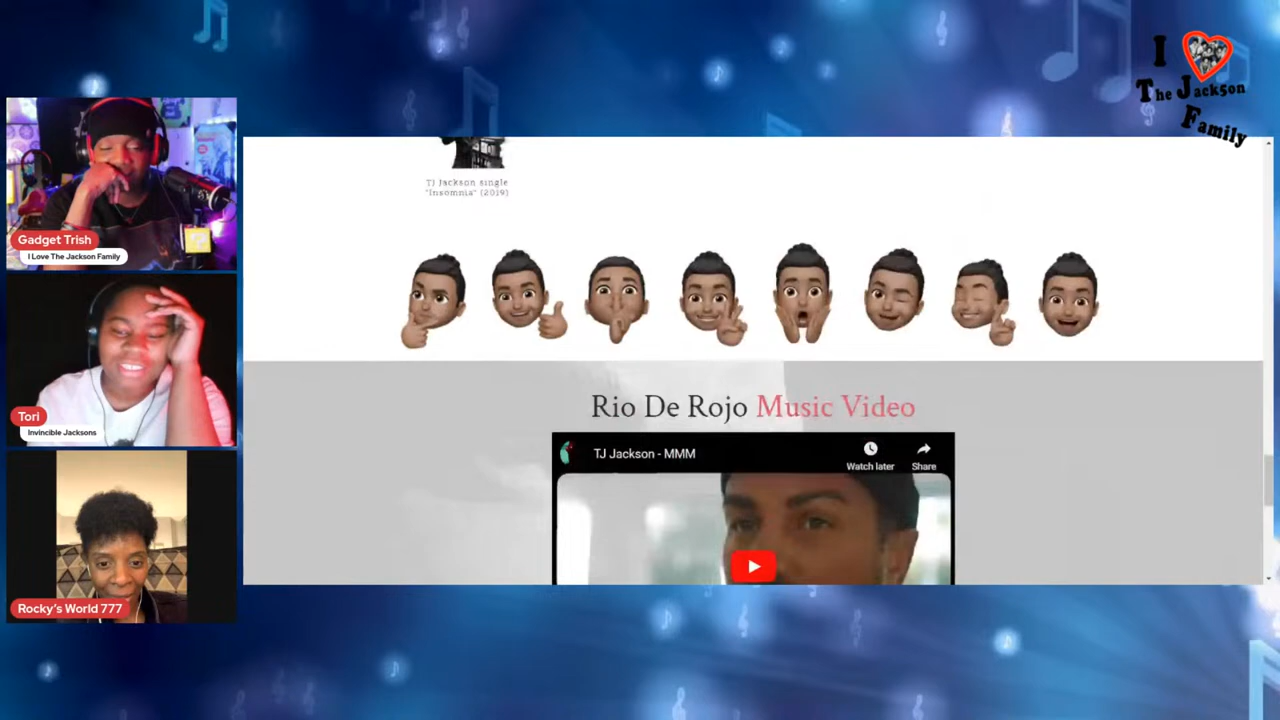 I
The Jack5on
Family
Gadget Trish
I Love The Jackson Family
Tori
Invincible Jacksons
Rocky's World 777
TJ Jackson single
"Insomnia" (2019)
Rio De Rojo Music Video
TJ Jackson - MMM
Watch later
Share